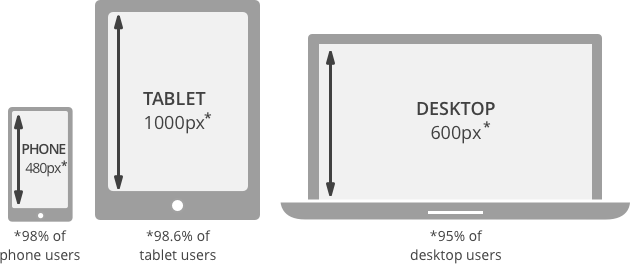 PHONE
480px*
TABLET
1000px*
DESKTOP
600px*
*98% of
phone users
*98.6% of
tablet users
*95% of
desktop users